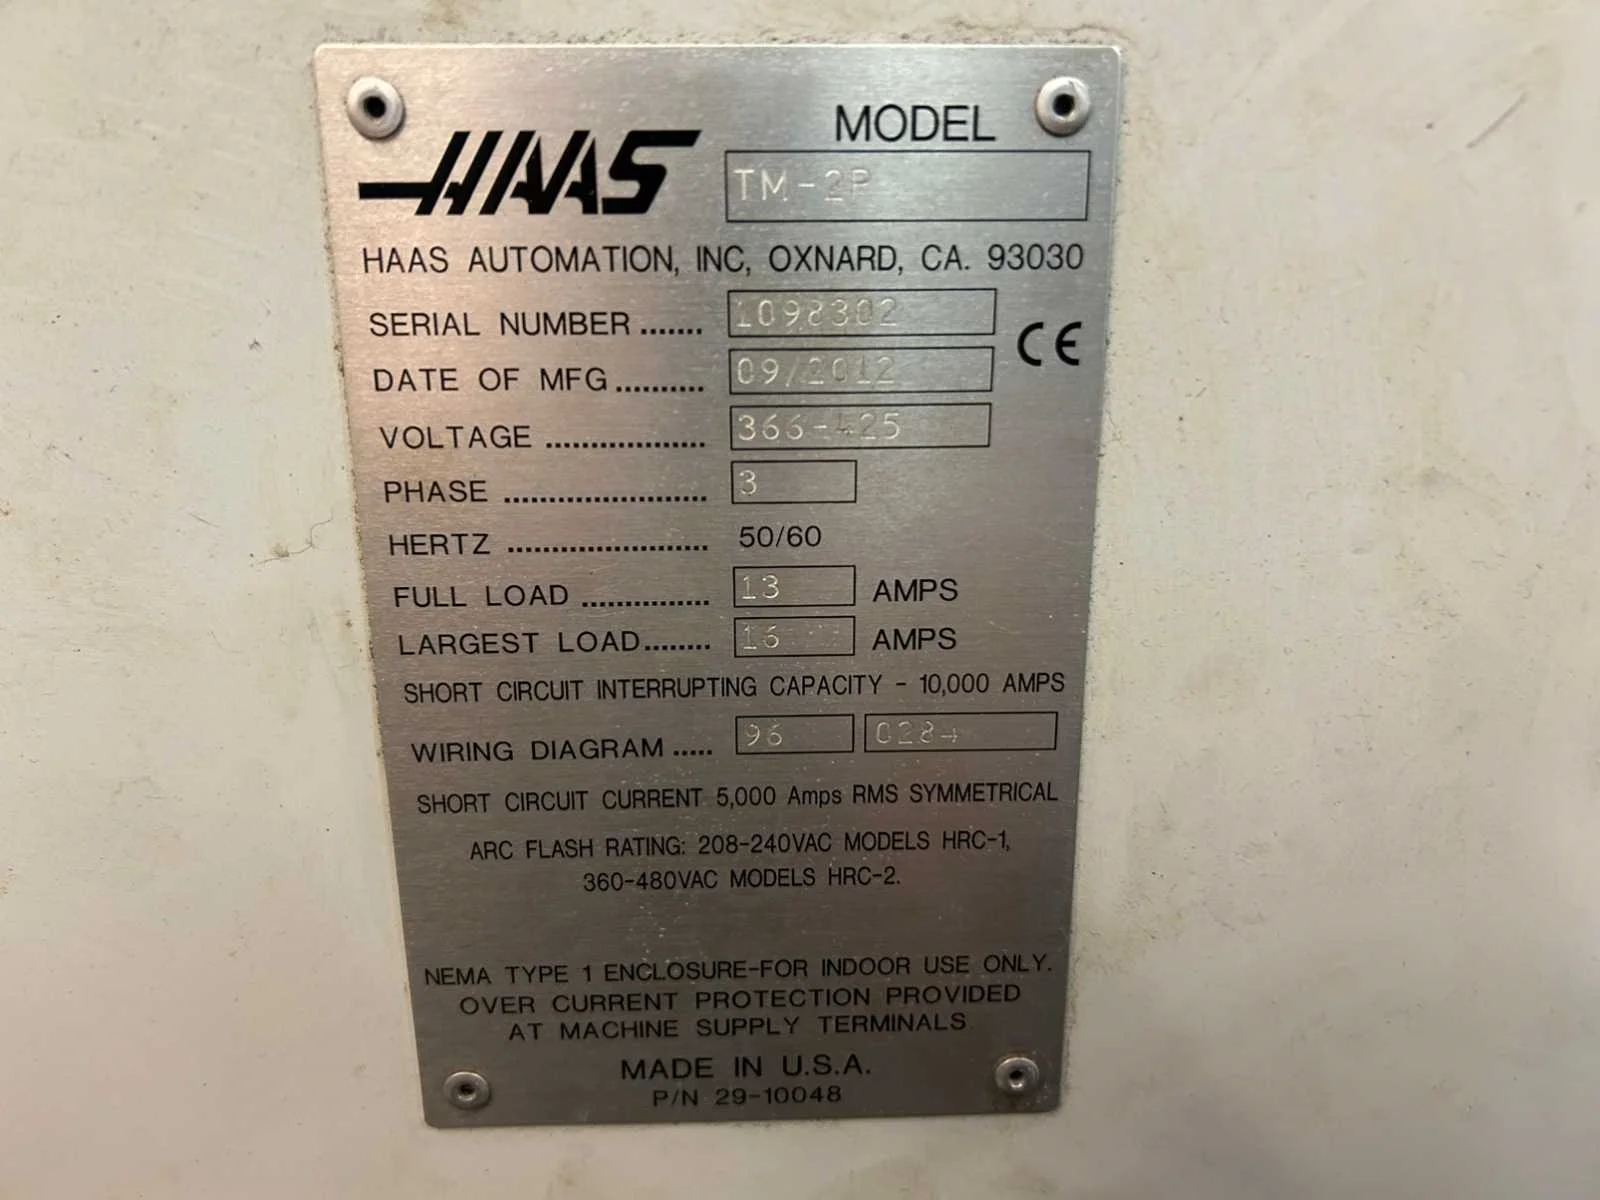 MODEL
HAAS TM-2P
HAAS AUTOMATION, INC, OXNARD, CA. 93030
SERIAL NUMBER ....... 1098302
CE
DATE OF MFG .......... 09/2012
VOLTAGE ................... 366-425
PHASE ........................ 3
HERTZ ........................ 50/60
FULL LOAD ............... 13 AMPS
LARGEST LOAD ........ 16 AMPS
SHORT CIRCUIT INTERRUPTING CAPACITY - 10,000 AMPS
WIRING DIAGRAM ..... 96 0284
SHORT CIRCUIT CURRENT 5,000 Amps RMS SYMMETRICAL
ARC FLASH RATING: 208-240VAC MODELS HRC-1,
360-480VAC MODELS HRC-2.
NEMA TYPE 1 ENCLOSURE-FOR INDOOR USE ONLY.
OVER CURRENT PROTECTION PROVIDED
AT MACHINE SUPPLY TERMINALS
MADE IN U.S.A.
P/N 29-10048